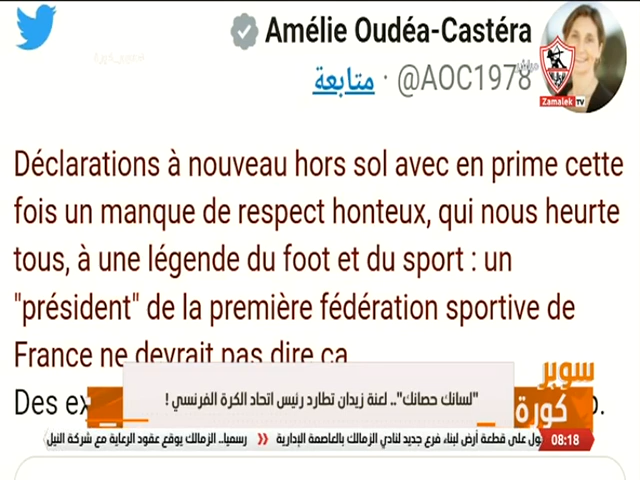 Amélie Oudéa-Castéra
@AOC1978 · متابعة
مباشر
Zamalek TV
Déclarations à nouveau hors sol avec en prime cette
fois un manque de respect honteux, qui nous heurte
tous, à une légende du foot et du sport : un
"président" de la première fédération sportive de
France ne devrait pas dire ça
Des ex
سوبر
كورة
"لسانك حصانك".. لعنة زيدان تطارد رئيس اتحاد الكرة الفرنسي !
08:18
ول على قطعة أرض لبناء فرع جديد لنادي الزمالك بالعاصمة الإدارية » رسميا.. الزمالك يوقع عقود الرعاية مع شركة النيل